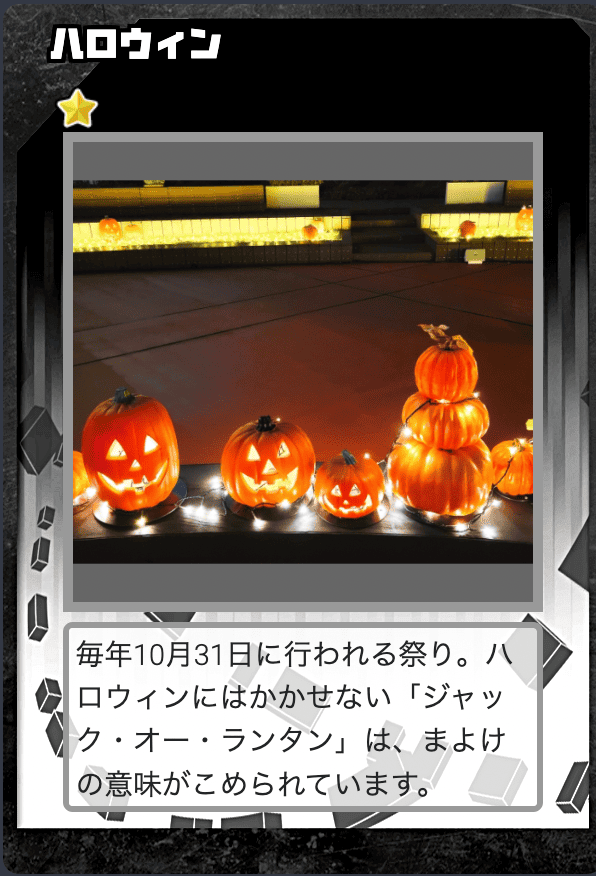 ハロウィン
毎年10月31日に行われる祭り。ハ
ロウィンにはかかせない「ジャッ
ク・オー・ランタン」は、まよけ
の意味がこめられています。